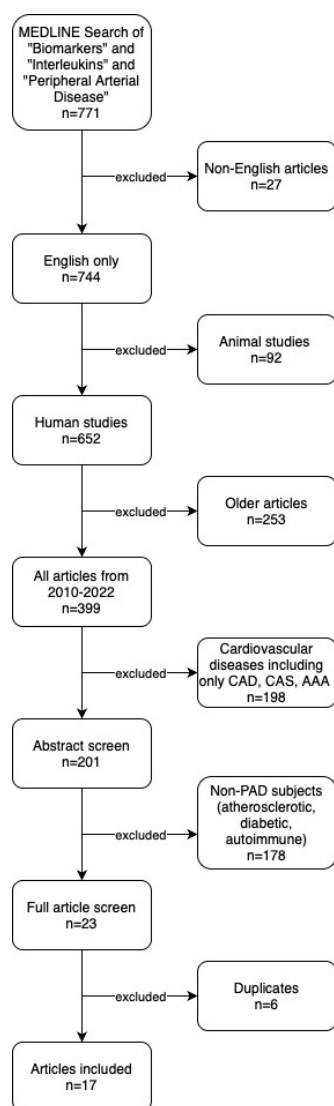 MEDLINE Search of
"Biomarkers" and
"Interleukins" and
"Peripheral Arterial
Disease"
n=771
excluded
Non-English articles
n=27
English only
n=744
excluded
Animal studies
n=92
Human studies
n=652
excluded
Older articles
n=253
All articles from
2010-2022
n=399
excluded
Cardiovascular
diseases including
only CAD, CAS, AAA
n=198
Abstract screen
n=201
excluded
Non-PAD subjects
(atherosclerotic,
diabetic,
autoimmune)
n=178
Full article screen
n=23
excluded
Duplicates
n=6
Articles included
n=17